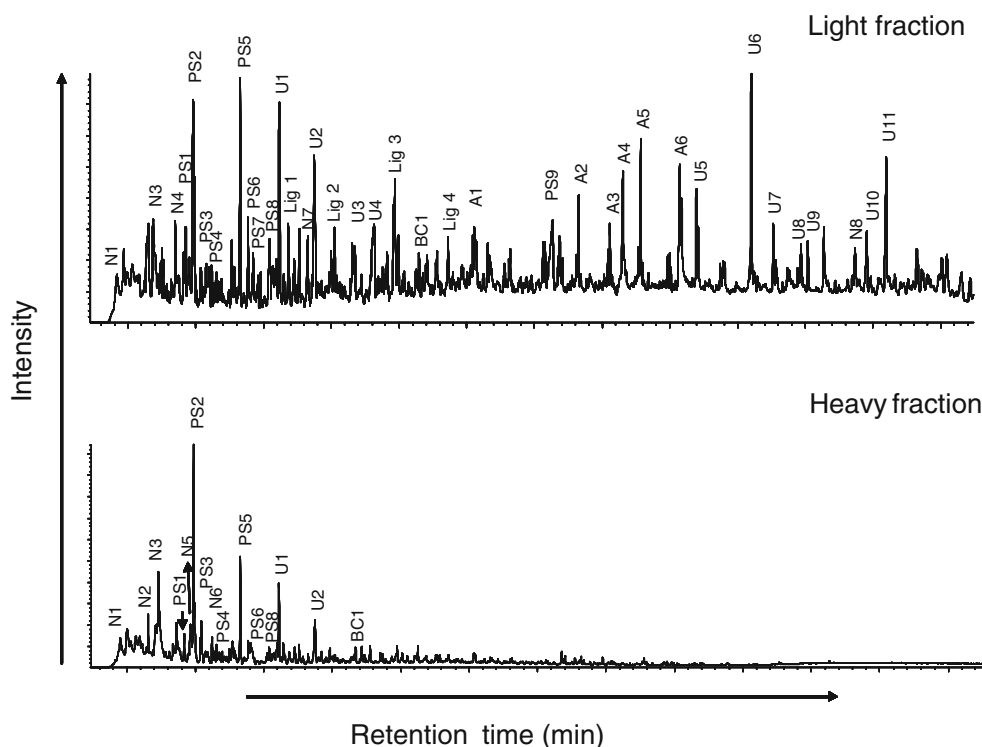 Light fraction
N1
N3
N4
PS1
PS2
PS3
PS4
PS5
PS6
PS7
PS8
U1
Lig 1
N7
U2
Lig 2
U3
U4
Lig 3
BC1
Lig 4
A1
PS9
A2
A3
A4
A5
A6
U5
U6
U7
U8
U9
N8
U10
U11
Intensity
Heavy fraction
N1
N2
N3
PS1
N5
PS2
PS3
N6
PS4
PS5
PS6
PS8
U1
U2
BC1
Retention time (min)